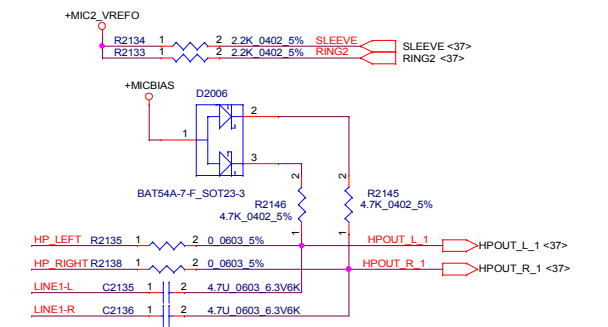 +MIC2_VREFO
R2134 1 2 2.2K_0402_5% SLEEVE SLEEVE <37>
R2133 1 2 2.2K_0402_5% RING2 RING2 <37>
+MICBIAS
D2006
2
1
3
BAT54A-7-F_SOT23-3
2 2
R2146 R2145
4.7K_0402_5% 4.7K_0402_5%
1 1
HP_LEFT R2135 1 2 0_0603_5% HPOUT_L_1 HPOUT_L_1 <37>
HP_RIGHT R2138 1 2 0_0603_5% HPOUT_R_1 HPOUT_R_1 <37>
LINE1-L C2135 1 2 4.7U_0603_6.3V6K
LINE1-R C2136 1 2 4.7U_0603_6.3V6K